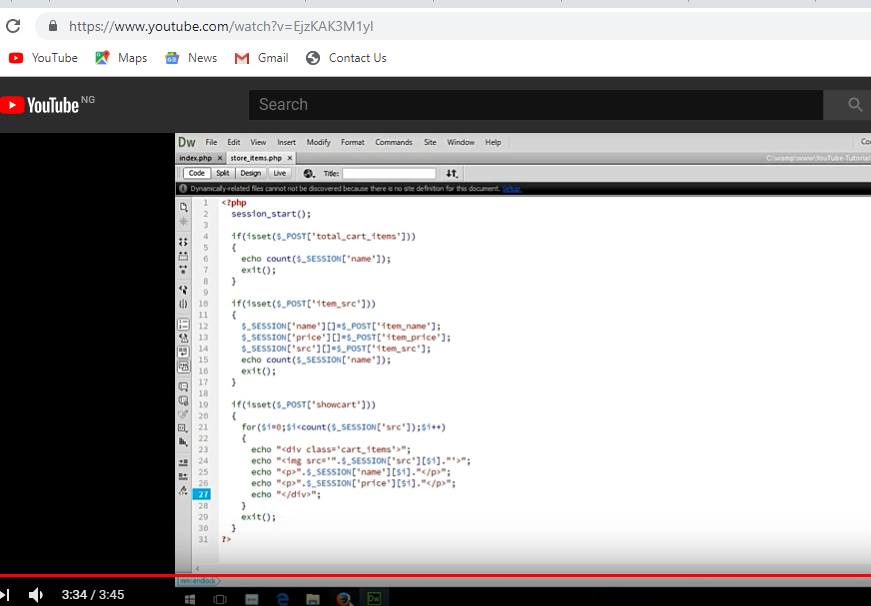 https://www.youtube.com/watch?v=EjzKAK3M1yI
YouTube Maps News Gmail Contact Us
YouTube NG Search
Dw File Edit View Insert Modify Format Commands Site Window Help
index.php × store_items.php ×
Code Split Design Live Title:
Dynamically-related files cannot not be discovered because there is no site definition for this document. Setup
1 <?php
2 session_start();
3
4 if(isset($_POST['total_cart_items']))
5 {
6 echo count($_SESSION['name']);
7 exit();
8 }
9
10 if(isset($_POST['item_src']))
11 {
12 $_SESSION['name'][]=$_POST['item_name'];
13 $_SESSION['price'][]=$_POST['item_price'];
14 $_SESSION['src'][]=$_POST['item_src'];
15 echo count($_SESSION['name']);
16 exit();
17 }
18
19 if(isset($_POST['showcart']))
20 {
21 for($i=0;$i<count($_SESSION['src']);$i++)
22 {
23 echo "<div class='cart_items'>";
24 echo "<img src='".$_SESSION['src'][$i]."'>";
25 echo "<p>".$_SESSION['name'][$i]."</p>";
26 echo "<p>".$_SESSION['price'][$i]."</p>";
27 echo "</div>";
28 }
29 exit();
30 }
31 ?>
<mm:endlock>
3:34 / 3:45
Dw